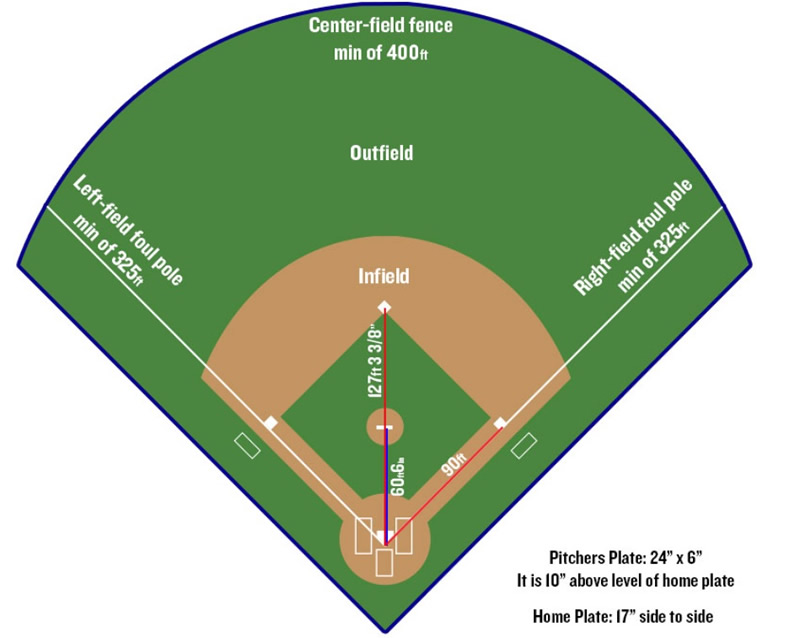 Center-field fence
min of 400ft
Outfield
Left-field foul pole
min of 325ft
Right-field foul pole
min of 325ft
Infield
127ft 3 3/8"
60ft6in
90ft
Pitchers Plate: 24” x 6”
It is 10” above level of home plate
Home Plate: 17” side to side